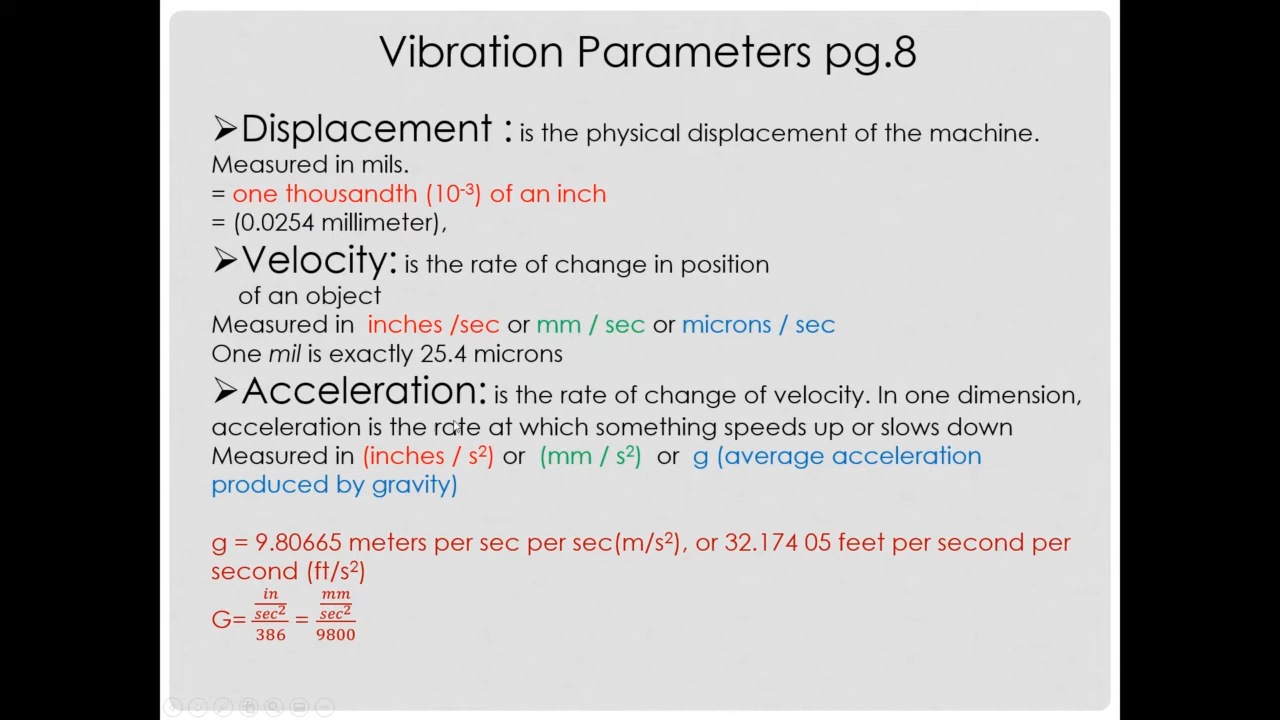 Vibration Parameters pg.8
➢Displacement : is the physical displacement of the machine.
Measured in mils.
= one thousandth (10⁻³) of an inch
= (0.0254 millimeter),
➢Velocity: is the rate of change in position
of an object
Measured in inches /sec or mm / sec or microns / sec
One mil is exactly 25.4 microns
➢Acceleration: is the rate of change of velocity. In one dimension,
acceleration is the rate at which something speeds up or slows down
Measured in (inches / s²) or (mm / s²) or g (average acceleration
produced by gravity)
g = 9.80665 meters per sec per sec(m/s²), or 32.174 05 feet per second per
second (ft/s²)
G= in/sec²/386 = mm/sec²/9800